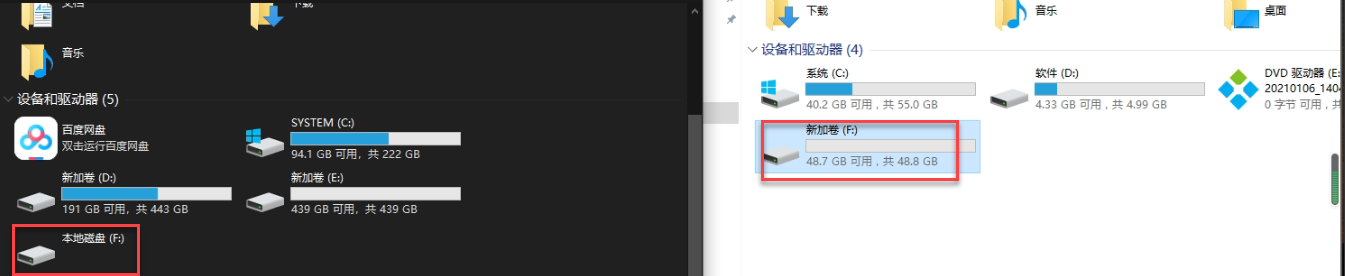 文档
下载
音乐
设备和驱动器 (5)
百度网盘
双击运行百度网盘
SYSTEM (C:)
94.1 GB 可用，共 222 GB
新加卷 (D:)
191 GB 可用，共 443 GB
新加卷 (E:)
439 GB 可用，共 439 GB
本地磁盘 (F:)
下载
音乐
桌面
设备和驱动器 (4)
系统 (C:)
40.2 GB 可用，共 55.0 GB
软件 (D:)
4.33 GB 可用，共 4.99 GB
DVD 驱动器 (E:
20210106_1404
0 字节 可用，共
新加卷 (F:)
48.7 GB 可用，共 48.8 GB